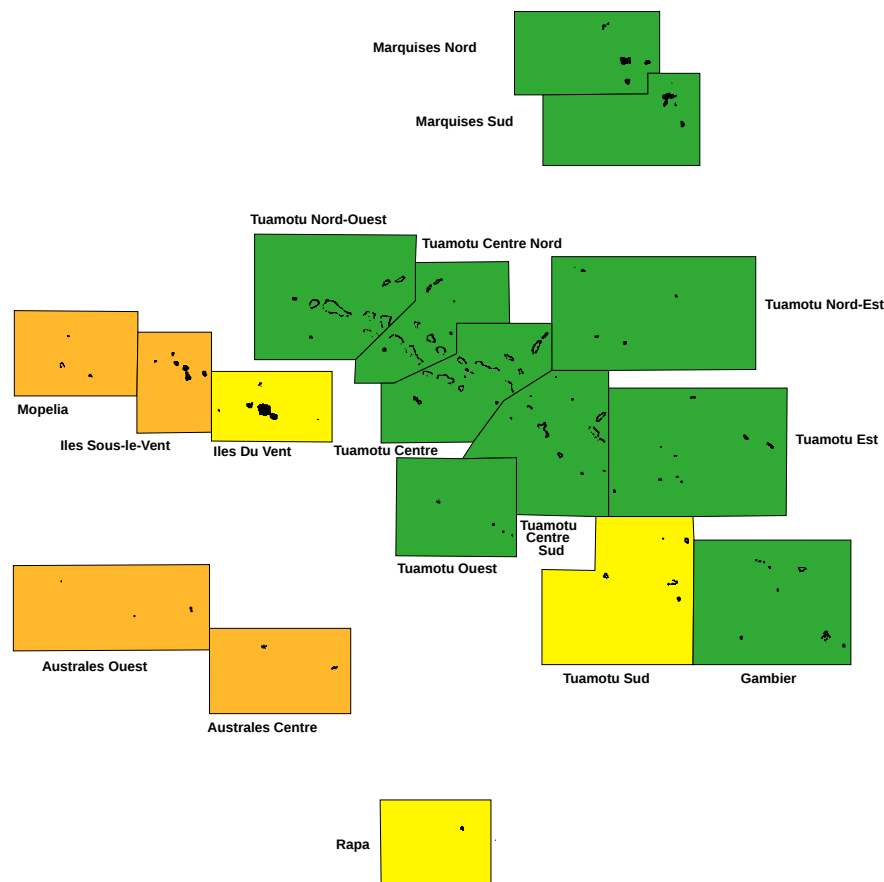 Marquises Nord
Marquises Sud
Tuamotu Nord-Ouest
Tuamotu Centre Nord
Tuamotu Nord-Est
Mopelia
Iles Sous-le-Vent
Iles Du Vent
Tuamotu Centre
Tuamotu Est
Tuamotu
Centre
Sud
Tuamotu Ouest
Australes Ouest
Tuamotu Sud
Gambier
Australes Centre
Rapa